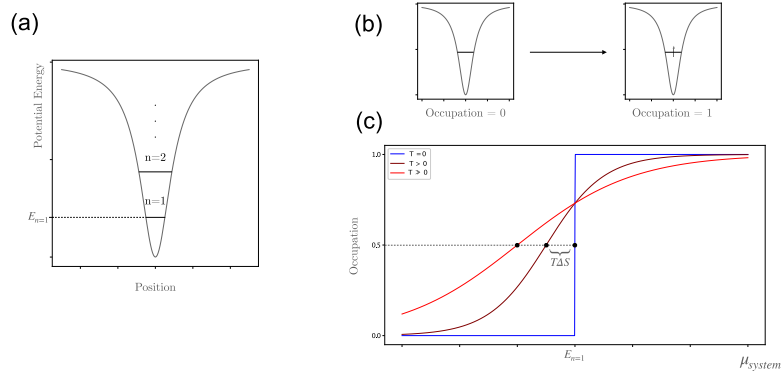 (a)
Potential Energy
n=2
n=1
E_{n=1}
Position
(b)
Occupation = 0
Occupation = 1
(c)
T = 0
T > 0
T ≫ 0
Occupation
1.0
0.5
0.0
TΔS
E_{n=1}
μ_{system}